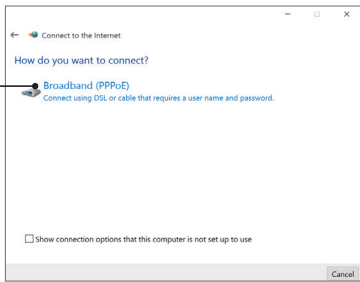 Connect to the Internet
How do you want to connect?
Broadband (PPPoE)
Connect using DSL or cable that requires a user name and password.
Show connection options that this computer is not set up to use
Cancel